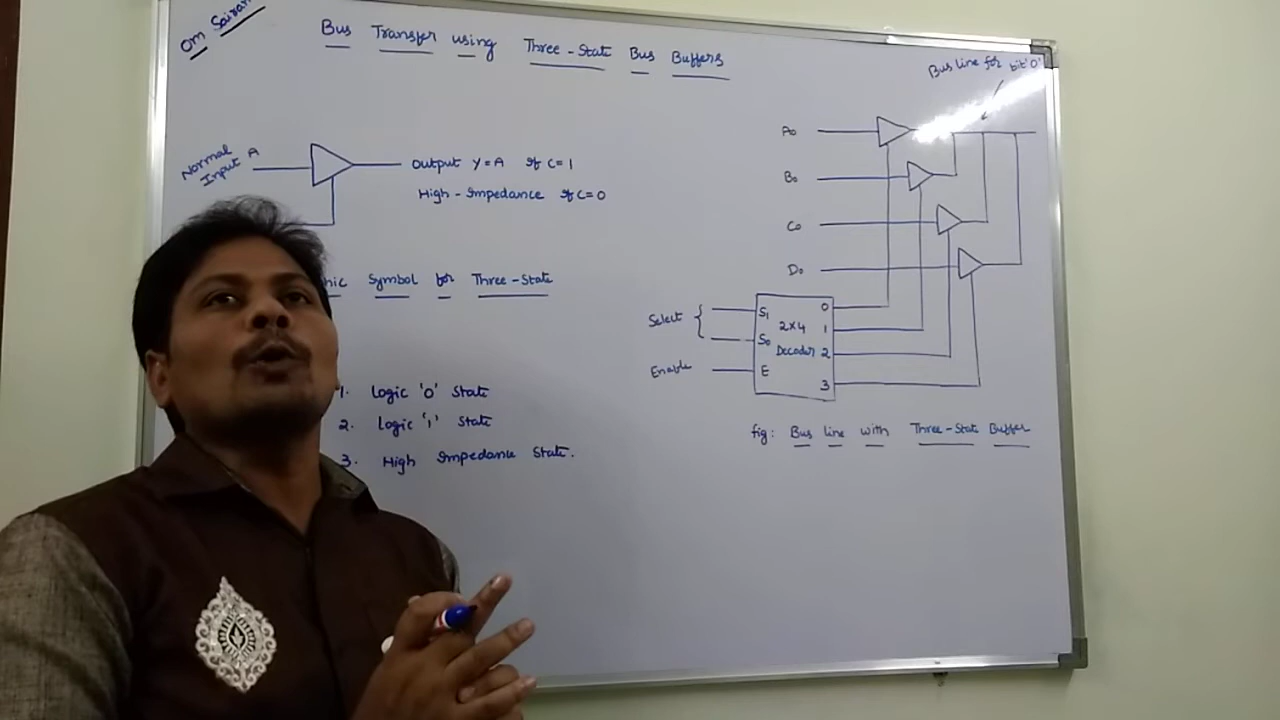 Om Sairam
Bus Transfer using Three-State Bus Buffers
Normal
Input A
Output Y=A if C=1
High-Impedance if C=0
hic Symbol for Three-State
1. Logic '0' State
2. Logic '1' State
3. High Impedance State.
Bus line for bit '0'
A0
B0
C0
D0
Select
Enable
S1
S0
E
2x4
Decoder
0
1
2
3
fig: Bus line with Three-State Buffer